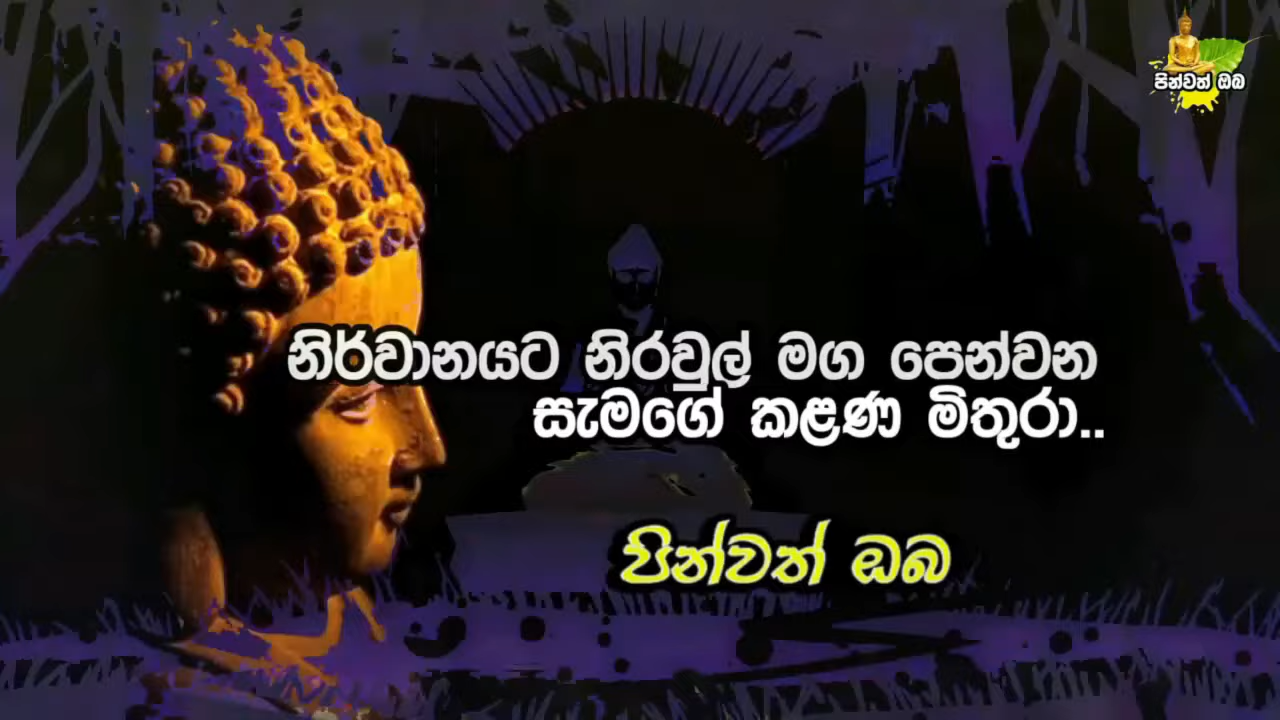 පින්වත් ඔබ
නිර්වානයට නිරවුල් මග පෙන්වන
සැමගේ කළණ මිතුරා..
පින්වත් ඔබ